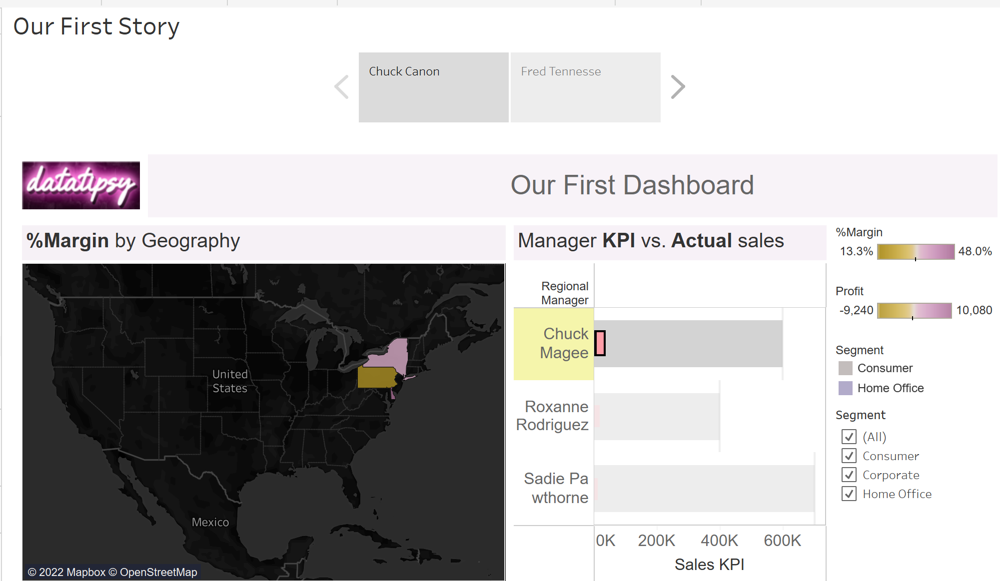 Our First Story
Chuck Canon
Fred Tennesse
datatipsy
Our First Dashboard
%Margin by Geography
United
States
Mexico
© 2022 Mapbox © OpenStreetMap
Manager KPI vs. Actual sales
Regional
Manager
Chuck
Magee
Roxanne
Rodriguez
Sadie Pa
wthorne
0K 200K 400K 600K
Sales KPI
%Margin
13.3% 48.0%
Profit
-9,240 10,080
Segment
Consumer
Home Office
Segment
(All)
Consumer
Corporate
Home Office